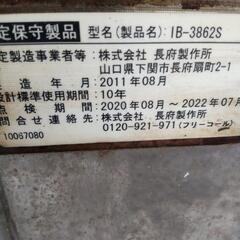 定保守製品 型名(製品名):IB-3862S
定製造事業者等:株式会社 長府製作所
山口県下関市長府扇町2-1
造年月:2011年08月
設計標準使用期間:10年
点検期間:2020年08月~2022年07月
連絡先:株式会社 長府製作所
0120-921-971(フリーコール)
10067080